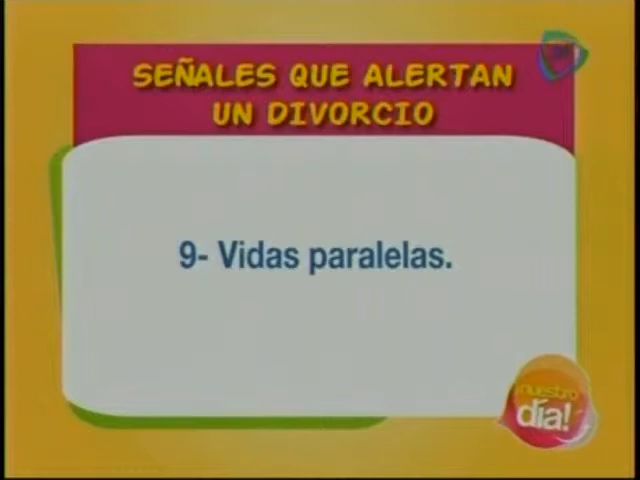 SEÑALES QUE ALERTAN
UN DIVORCIO
9- Vidas paralelas.
¡nuestro
día!